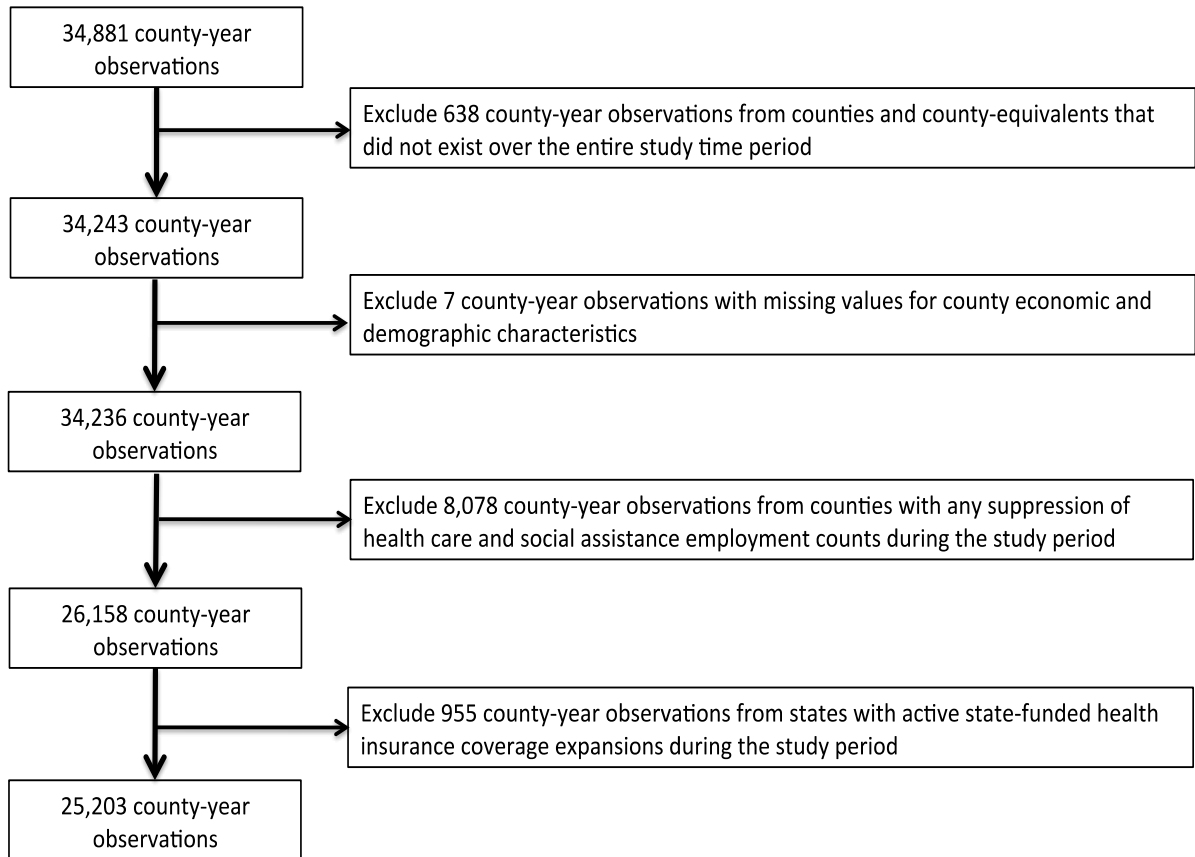 34,881 county-year
observations
Exclude 638 county-year observations from counties and county-equivalents that
did not exist over the entire study time period
34,243 county-year
observations
Exclude 7 county-year observations with missing values for county economic and
demographic characteristics
34,236 county-year
observations
Exclude 8,078 county-year observations from counties with any suppression of
health care and social assistance employment counts during the study period
26,158 county-year
observations
Exclude 955 county-year observations from states with active state-funded health
insurance coverage expansions during the study period
25,203 county-year
observations